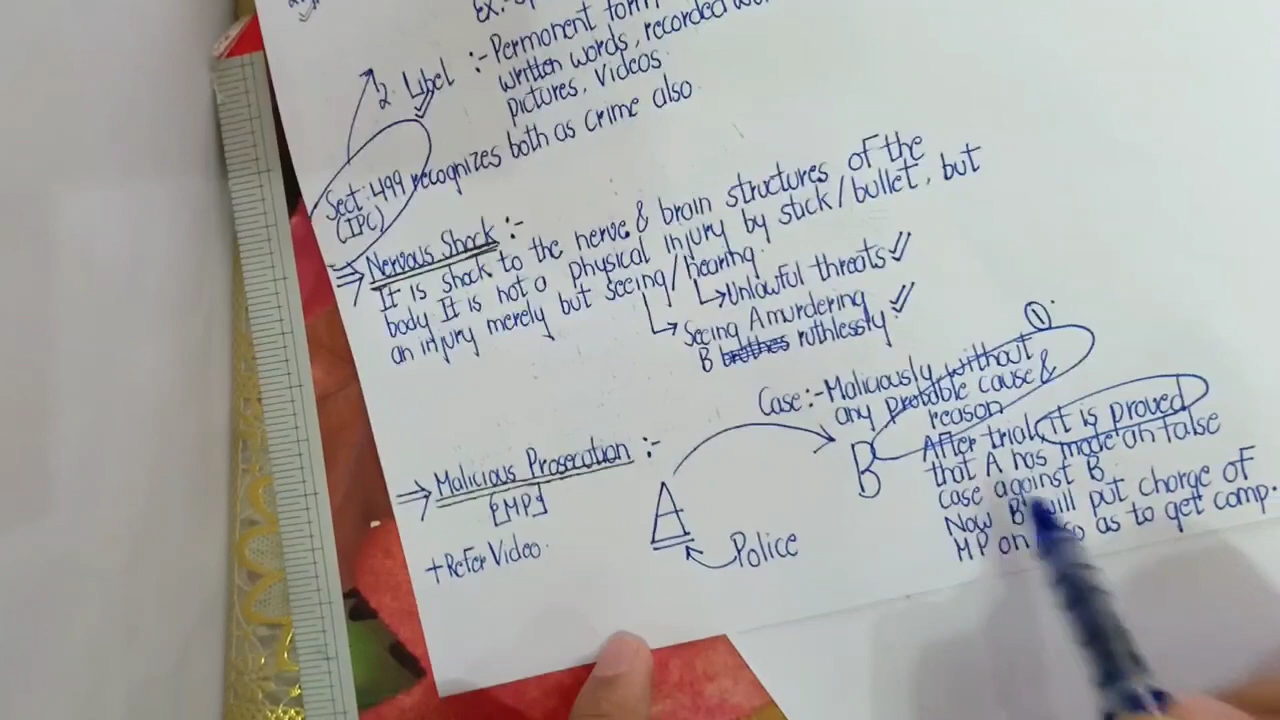 Ex:- Sp
2. Libel :- Permanent form
written words, recorded
pictures, videos.
Sect: 499 recognizes both as crime also.
(IPC)
⇒ Nervous Shock :-
It is shock to the nerve & brain structures of the
body. It is not a physical injury by stick/bullet, but
an injury merely but seeing/hearing.
↳ Unlawful threats ✓
↳ Seeing A murdering
B ruthlessly. ✓
①.
Case :- Maliciously, without
any probable cause &
reason
⇒ Malicious Prosecution :-
[MP]
+Refer Video.
A
Police
B
After trial, it is proved
that A has made an false
case against B.
Now B will put charge of
MP on so as to get comp.